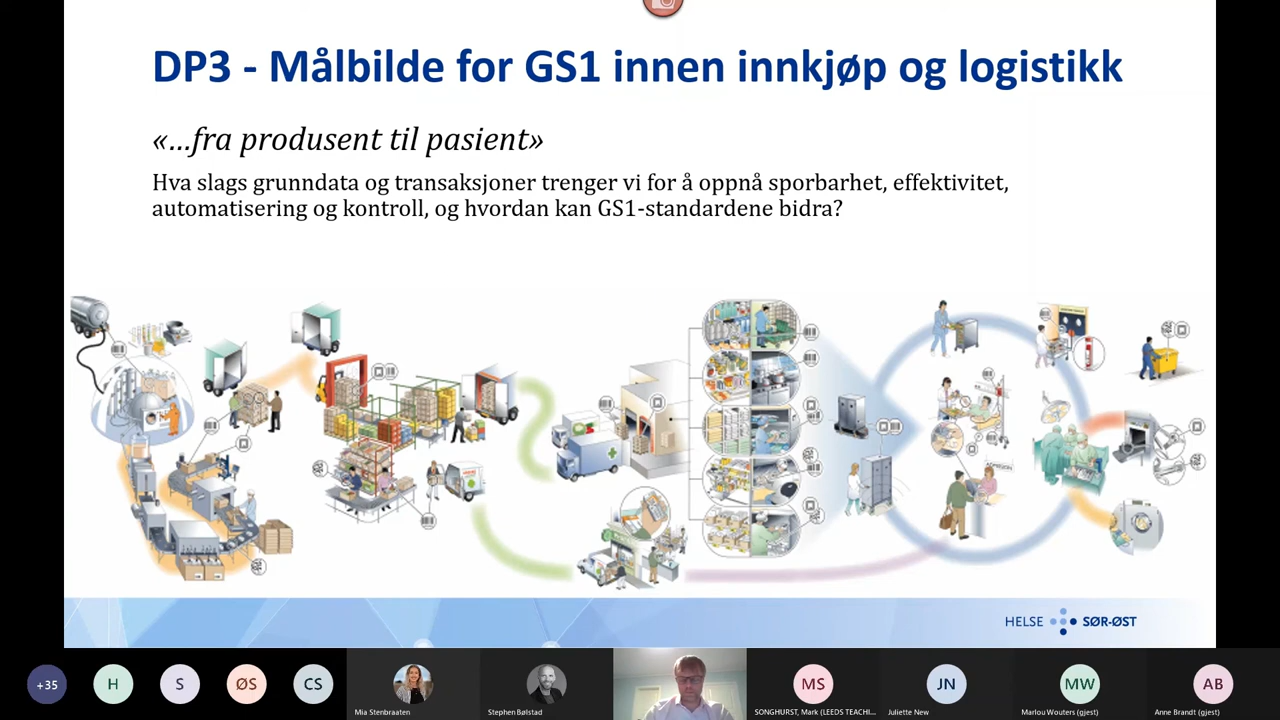 DP3 - Målbilde for GS1 innen innkjøp og logistikk
«...fra produsent til pasient»
Hva slags grunndata og transaksjoner trenger vi for å oppnå sporbarhet, effektivitet,
automatisering og kontroll, og hvordan kan GS1-standardene bidra?
HELSE SØR-ØST
+35
H
S
ØS
CS
MS
JN
MW
AB
Mia Stenbraaten
Stephen Bølstad
SONGHURST, Mark (LEEDS TEACHI...
Juliette New
Marlou Wouters (gjest)
Anne Brandt (gjest)